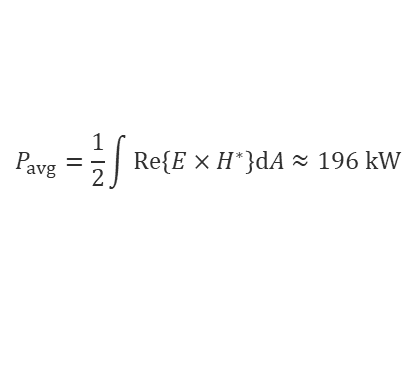 P_avg = 1/2 ∫ Re{E × H*}dA ≈ 196 kW